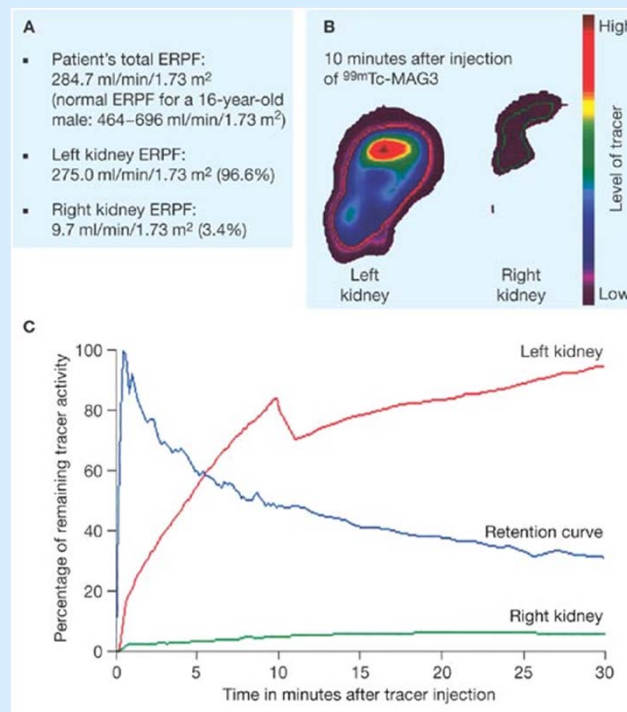 A
▪ Patient's total ERPF:
284.7 ml/min/1.73 m²
(normal ERPF for a 16-year-old
male: 464–696 ml/min/1.73 m²)
▪ Left kidney ERPF:
275.0 ml/min/1.73 m² (96.6%)
▪ Right kidney ERPF:
9.7 ml/min/1.73 m² (3.4%)
B
10 minutes after injection
of ⁹⁹ᵐTc-MAG3
Left
kidney
Right
kidney
High
Level of tracer
Low
C
Percentage of remaining tracer activity
100
80
60
40
20
0
Left kidney
Retention curve
Right kidney
0 5 10 15 20 25 30
Time in minutes after tracer injection